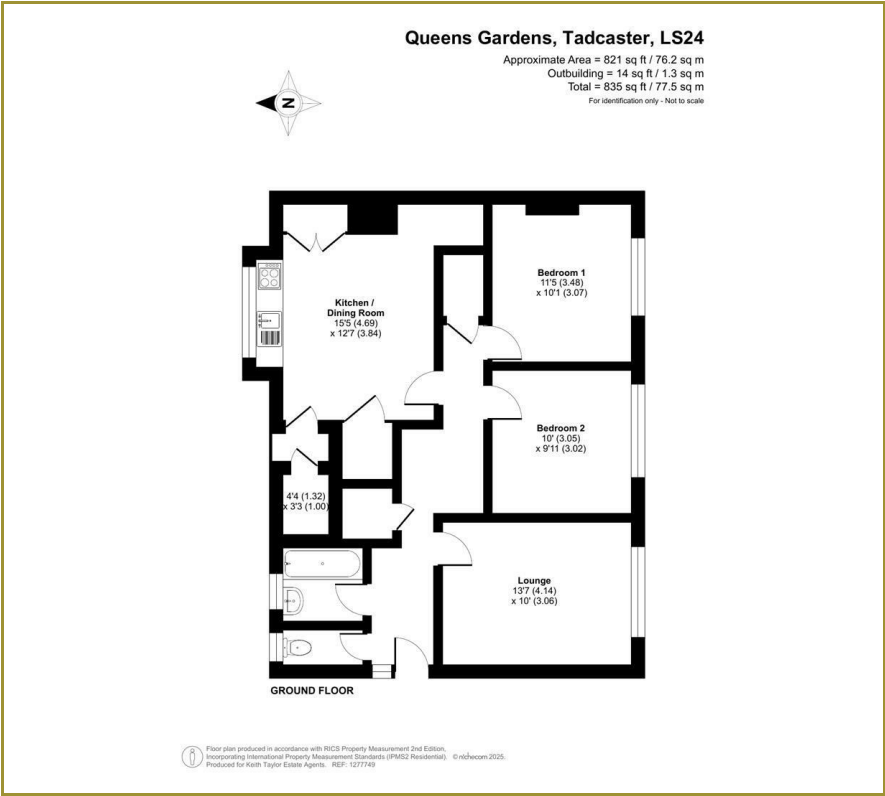 Queens Gardens, Tadcaster, LS24
Approximate Area = 821 sq ft / 76.2 sq m
Outbuilding = 14 sq ft / 1.3 sq m
Total = 835 sq ft / 77.5 sq m
For identification only - Not to scale
N
Bedroom 1
11'5 (3.48)
x 10'1 (3.07)
Kitchen /
Dining Room
15'5 (4.69)
x 12'7 (3.84)
Bedroom 2
10' (3.05)
x 9'11 (3.02)
4'4 (1.32)
x 3'3 (1.00)
Lounge
13'7 (4.14)
x 10' (3.06)
GROUND FLOOR
Floor plan produced in accordance with RICS Property Measurement 2nd Edition,
Incorporating International Property Measurement Standards (IPMS2 Residential). © nichecom 2025.
Produced for Keith Taylor Estate Agents. REF: 1277749